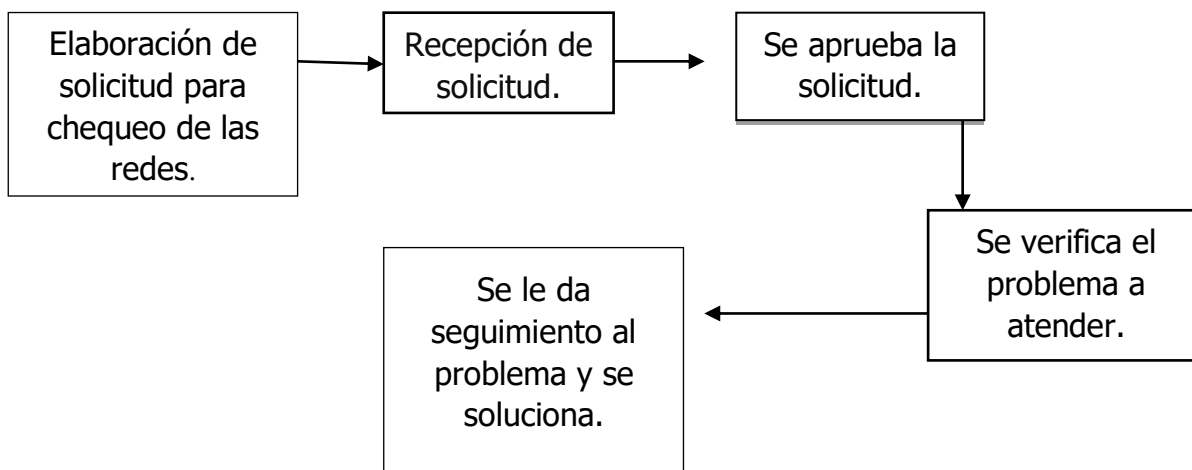 Elaboración de
solicitud para
chequeo de las
redes.
Recepción de
solicitud.
Se aprueba la
solicitud.
Se verifica el
problema a
atender.
Se le da
seguimiento al
problema y se
soluciona.